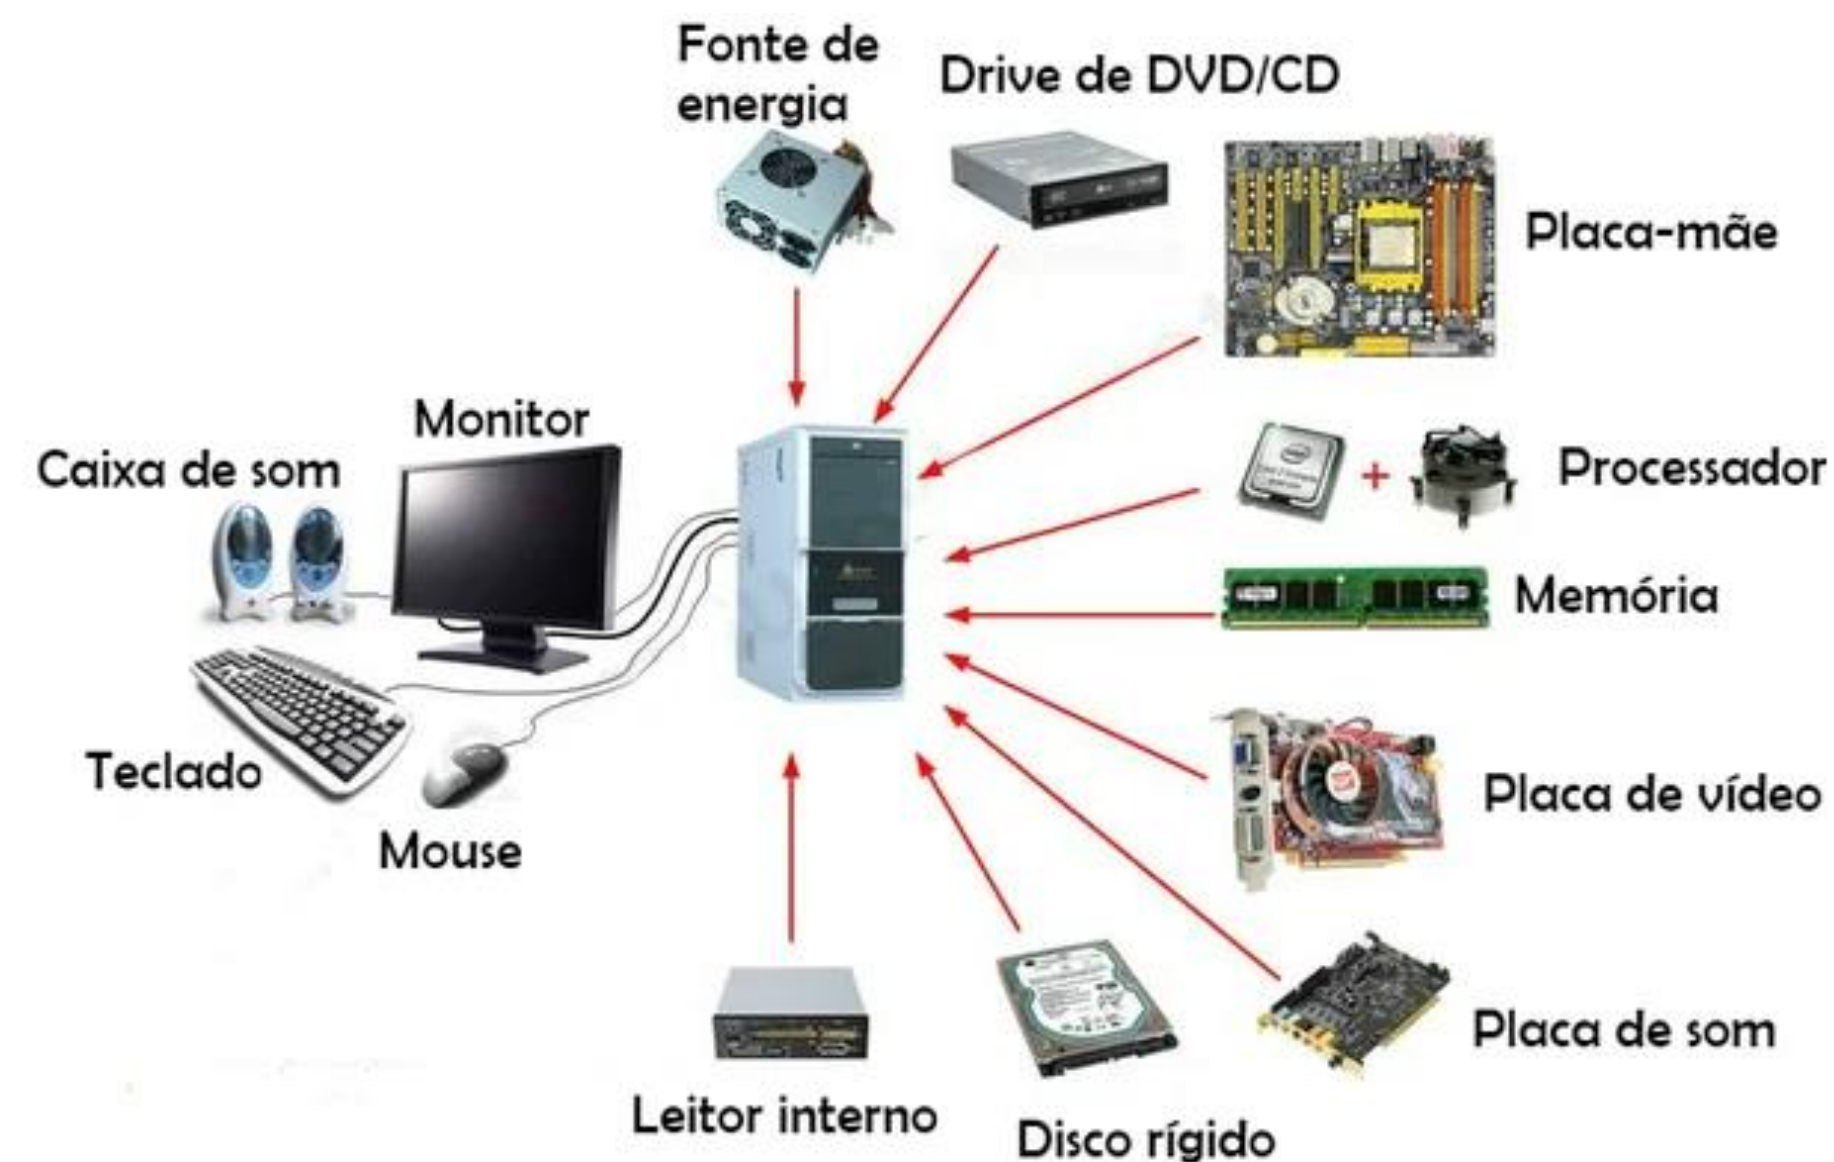 Fonte de
energia
Drive de DVD/CD
Placa-mãe
Monitor
Caixa de som
Processador
+
Memória
Teclado
Placa de vídeo
Mouse
Placa de som
Leitor interno
Disco rígido